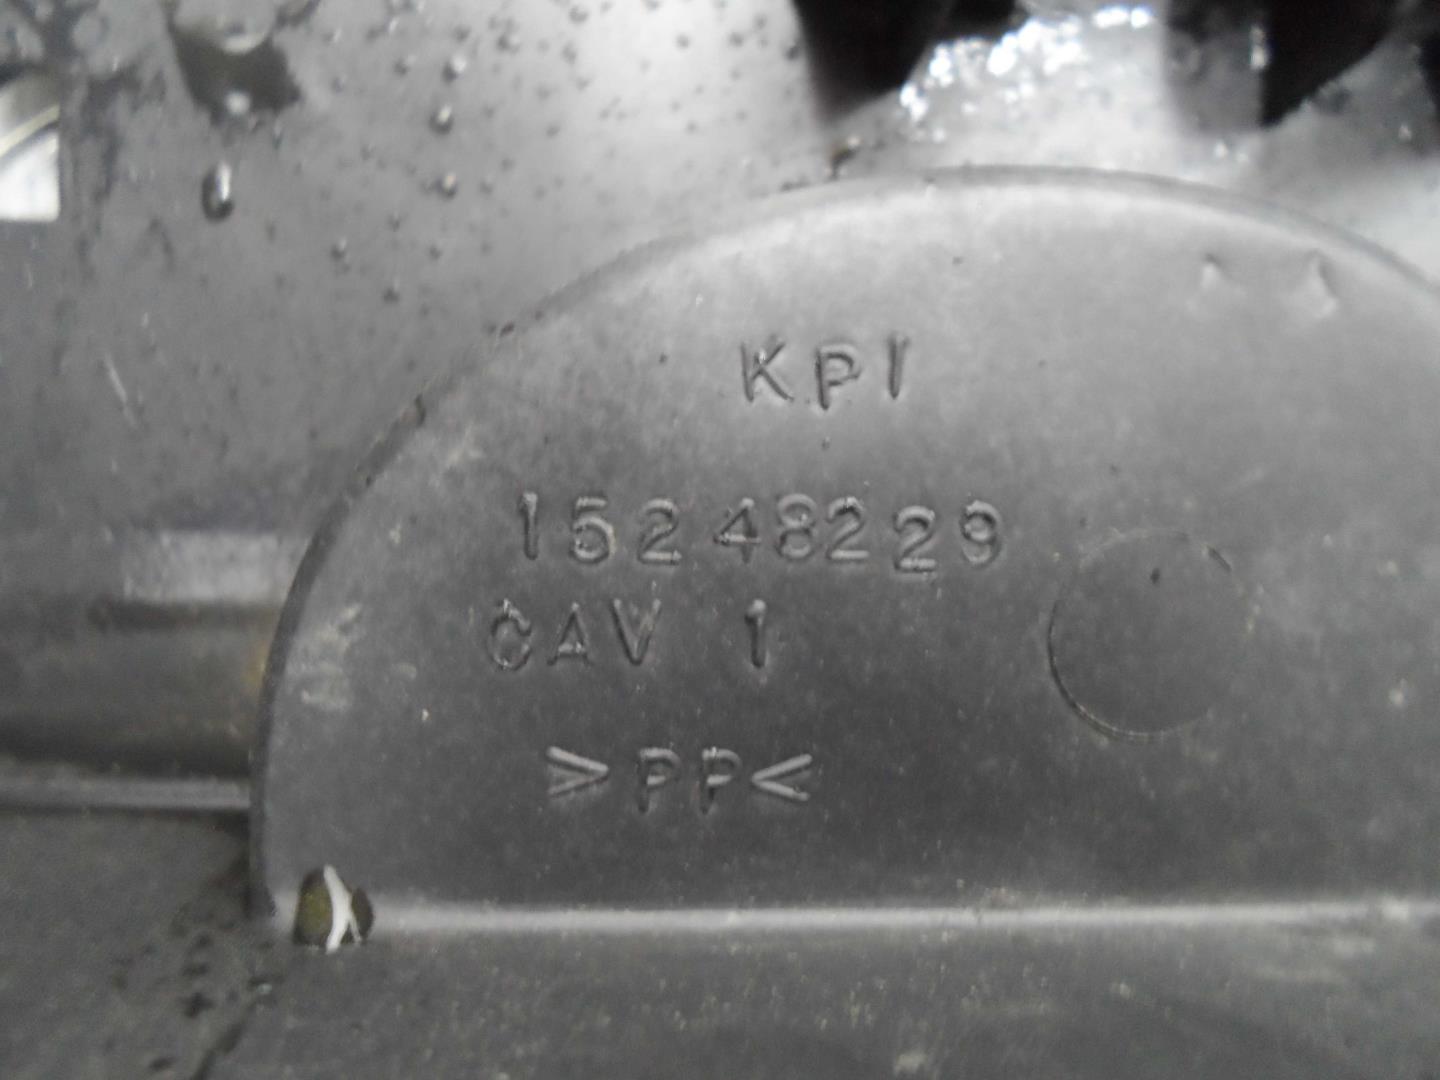 KPI
15248229
CAV 1
>PP<